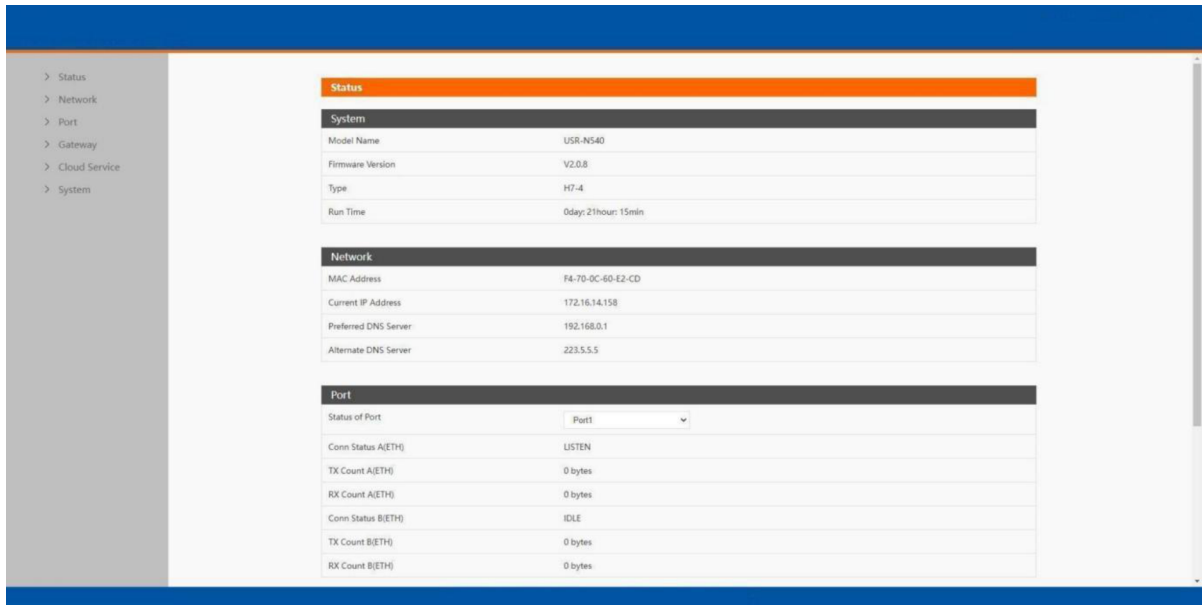 > Status
> Network
> Port
> Gateway
> Cloud Service
> System
Status
System
Model Name USR-N540
Firmware Version V2.0.8
Type H7-4
Run Time 0day: 21hour: 15min
Network
MAC Address F4-70-0C-60-E2-CD
Current IP Address 172.16.14.158
Preferred DNS Server 192.168.0.1
Alternate DNS Server 223.5.5.5
Port
Status of Port Port1
Conn Status A(ETH) LISTEN
TX Count A(ETH) 0 bytes
RX Count A(ETH) 0 bytes
Conn Status B(ETH) IDLE
TX Count B(ETH) 0 bytes
RX Count B(ETH) 0 bytes